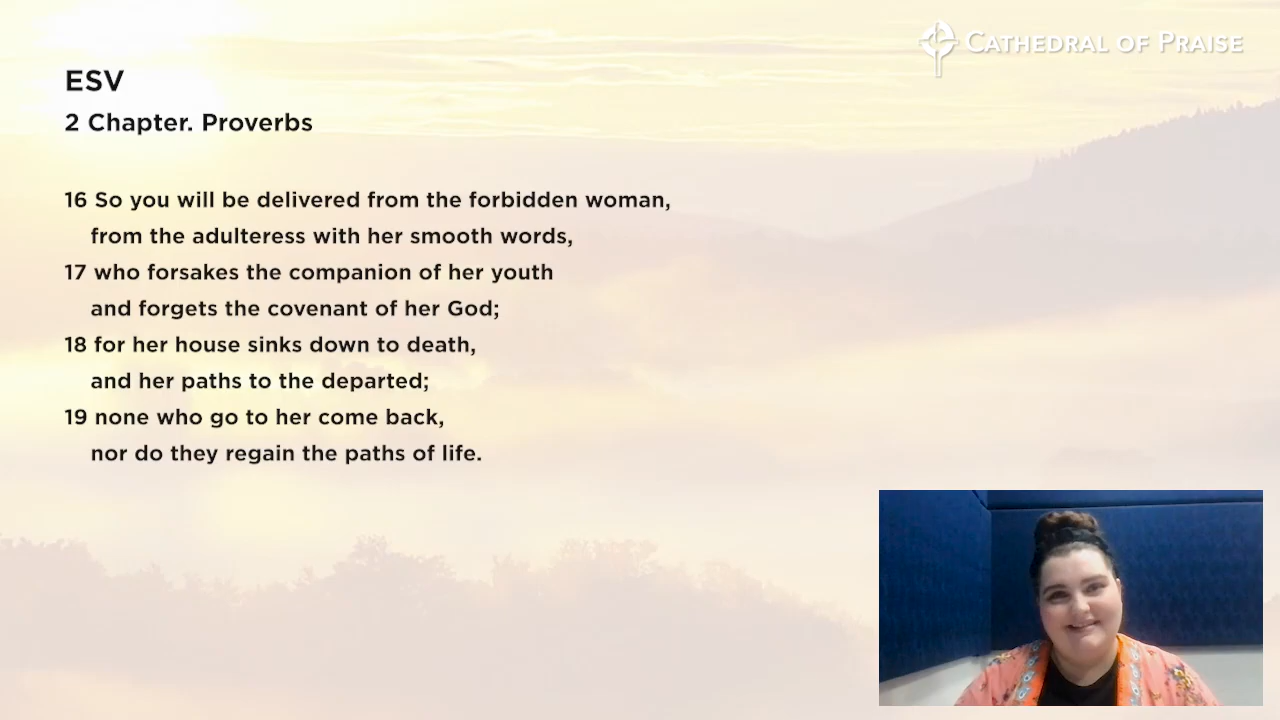 CATHEDRAL OF PRAISE
ESV
2 Chapter. Proverbs
16 So you will be delivered from the forbidden woman,
from the adulteress with her smooth words,
17 who forsakes the companion of her youth
and forgets the covenant of her God;
18 for her house sinks down to death,
and her paths to the departed;
19 none who go to her come back,
nor do they regain the paths of life.